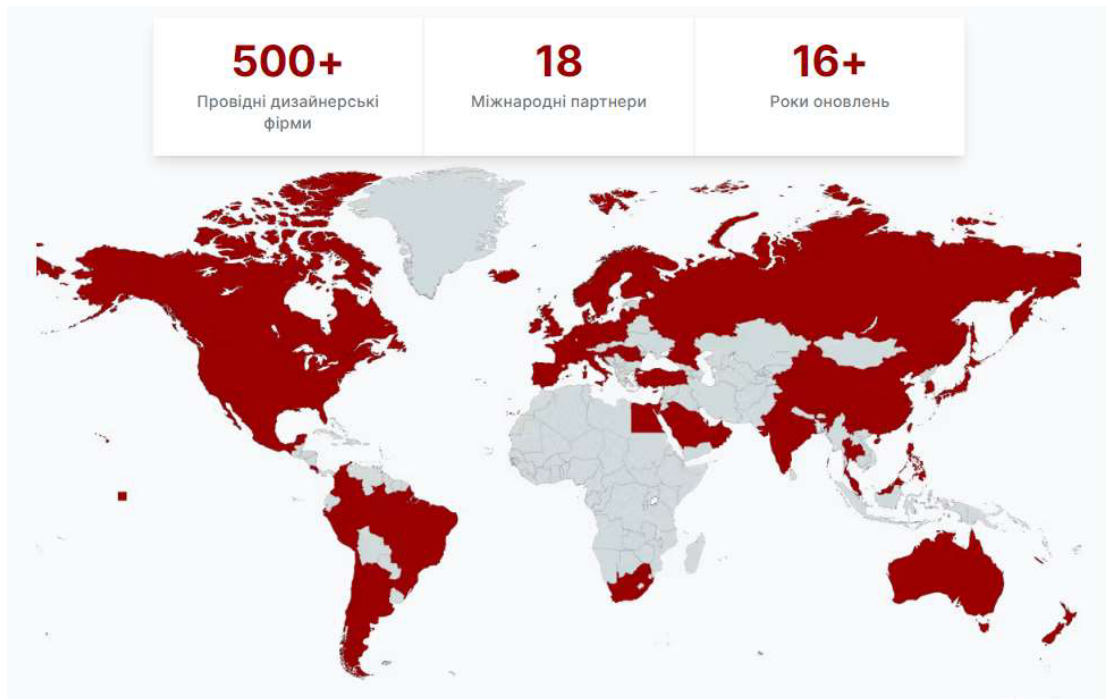 500+
Провідні дизайнерські
фірми
18
Міжнародні партнери
16+
Роки оновлень